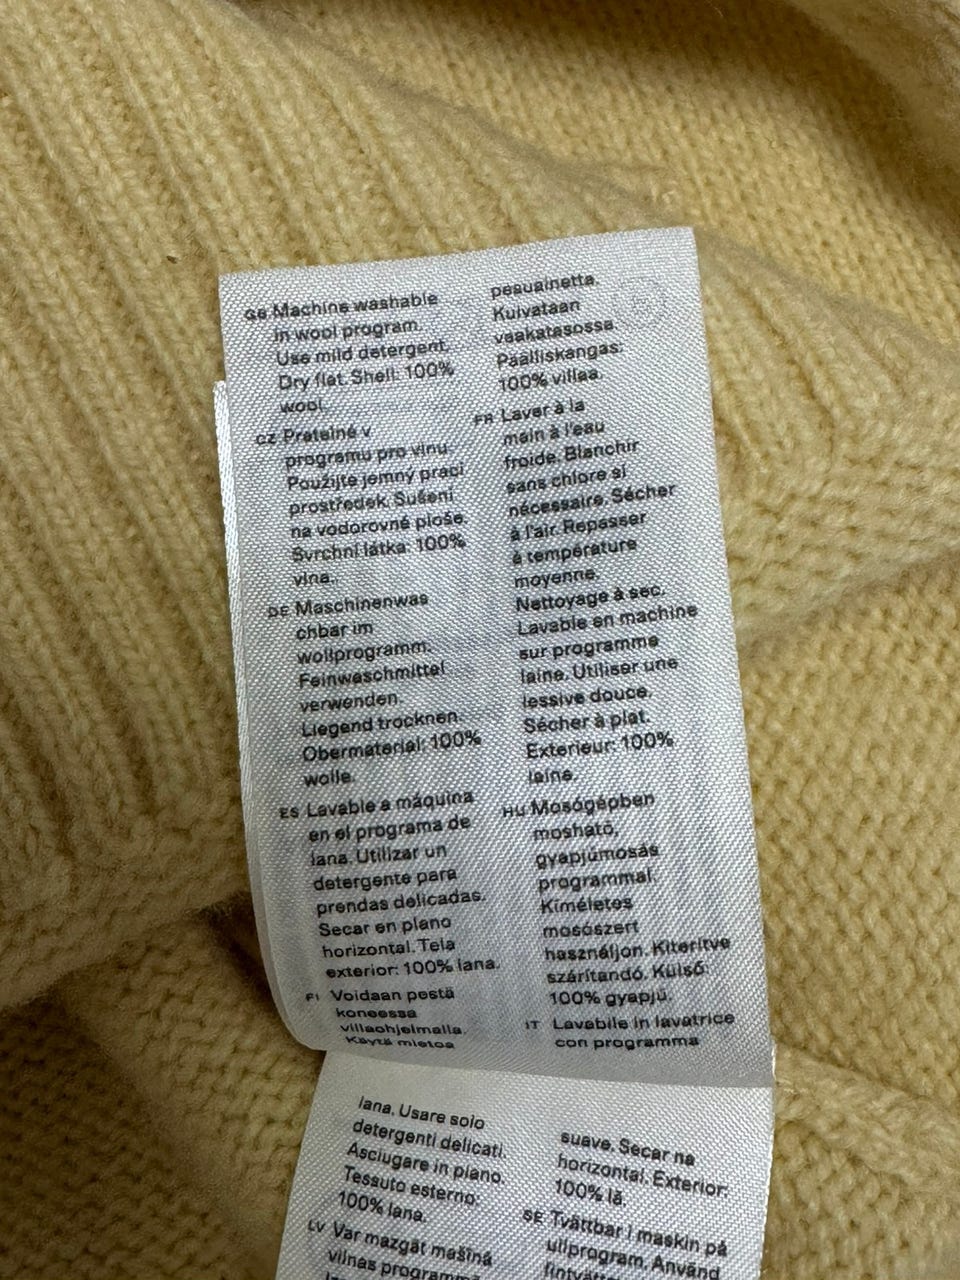 GB Machine washable
in wool program.
Use mild detergent.
Dry flat. Shell: 100%
wool.
CZ Pratelné v
programu pro vlnu.
Použijte jemný prací
prostředek. Sušení
na vodorovné ploše.
Svrchní látka: 100%
vlna.
DE Maschinenwas
chbar im
wollprogramm.
Feinwaschmittel
verwenden.
Liegend trocknen.
Obermaterial: 100%
wolle.
ES Lavable a máquina
en el programa de
lana. Utilizar un
detergente para
prendas delicadas.
Secar en plano
horizontal. Tela
exterior: 100% lana.
FI Voidaan pestä
koneessa
villaohjelmalla.
Käytä mietoa
pesuainetta.
Kuivataan
vaakatasossa.
Päälliskangas:
100% villaa.
FR Laver à la
main à l'eau
froide. Blanchir
sans chlore si
nécessaire. Sécher
à l'air. Repasser
à température
moyenne.
Nettoyage à sec.
Lavable en machine
sur programme
laine. Utiliser une
lessive douce.
Sécher à plat.
Exterieur: 100%
laine.
HU Mosógépben
mosható,
gyapjúmosás
programmal.
Kíméletes
mosószert
használjon. Kiterítve
szárítandó. Külső:
100% gyapjú.
IT Lavabile in lavatrice
con programma
lana. Usare solo
detergenti delicati.
Asciugare in piano.
Tessuto esterno:
100% lana.
LV Var mazgāt mašīnā
vilnas programmā
suave. Secar na
horizontal. Exterior:
100% lã.
SE Tvättbar i maskin på
ullprogram. Använd